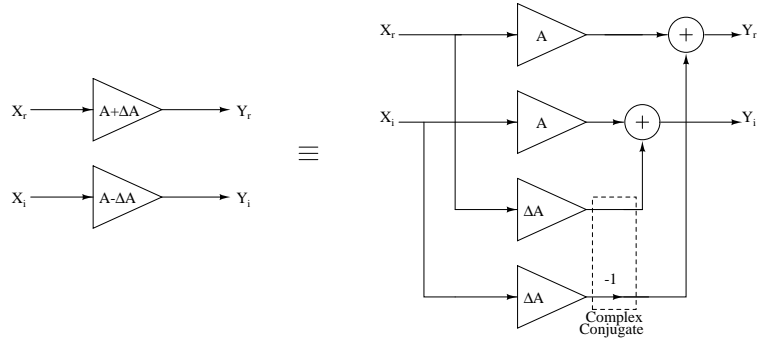 X_r A+ΔA Y_r
X_i A-ΔA Y_i
≡
X_r A + Y_r
X_i A + Y_i
ΔA
ΔA -1
Complex
Conjugate